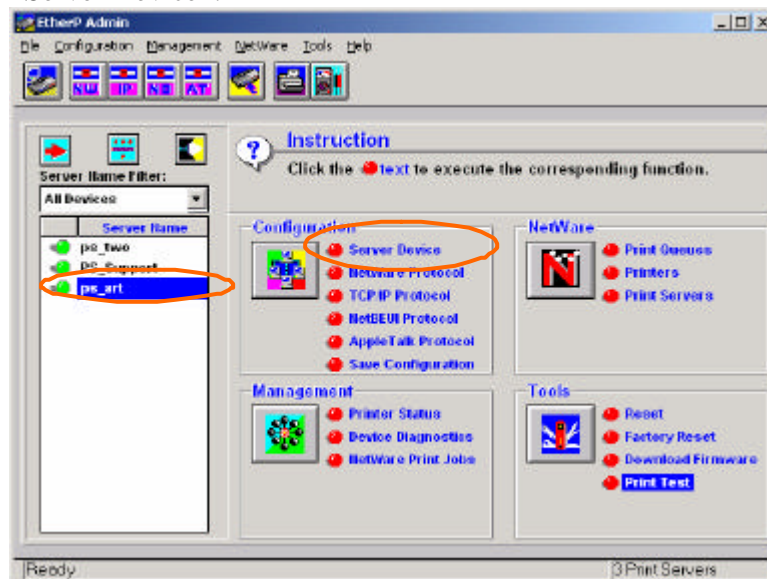 EtherP Admin
File Configuration Management NetWare Tools Help
NW IP NB AT
Server Name Filter:
All Devices
Server Name
ps_two
PS_Support
ps_art
Instruction
Click the text to execute the corresponding function.
Configuration
Server Device
Netware Protocol
TCP/IP Protocol
NetBEUI Protocol
AppleTalk Protocol
Save Configuration
NetWare
Print Queues
Printers
Print Servers
Management
Printer Status
Device Diagnostics
NetWare Print Jobs
Tools
Reset
Factory Reset
Download Firmware
Print Test
Ready
3 Print Servers